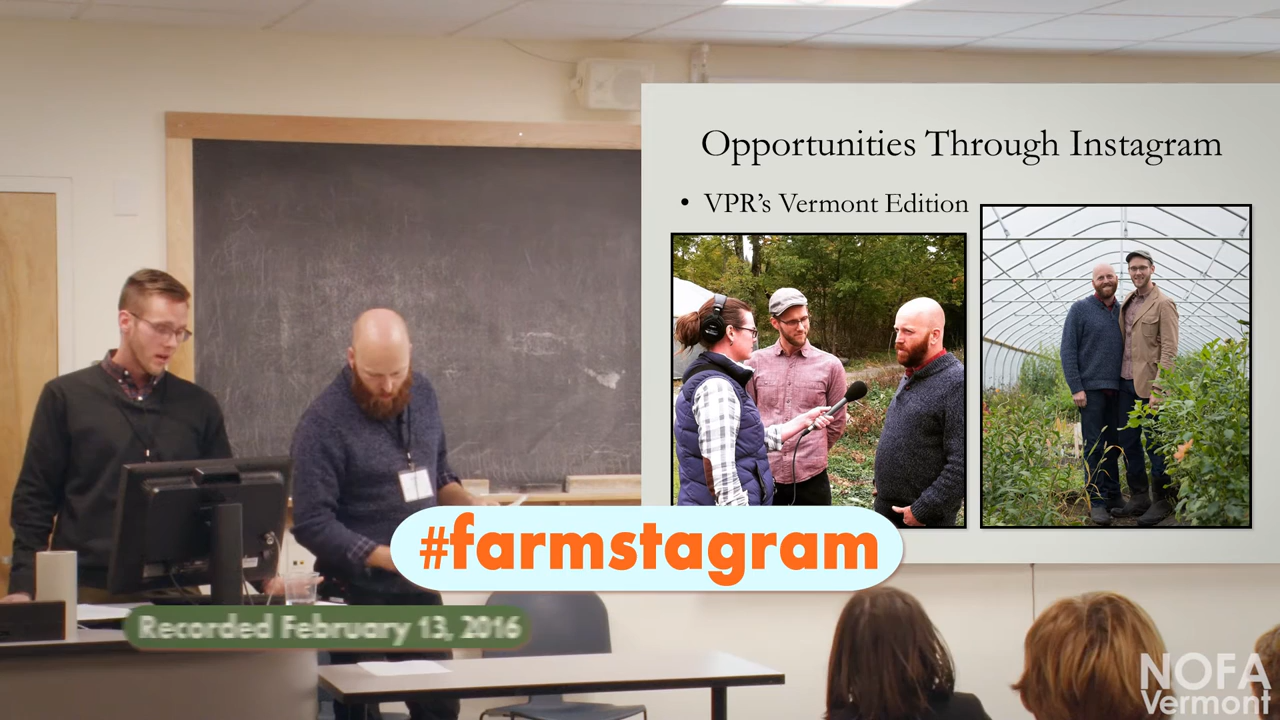 Opportunities Through Instagram
• VPR's Vermont Edition
#farmstagram
Recorded February 13, 2016
NOFA
Vermont